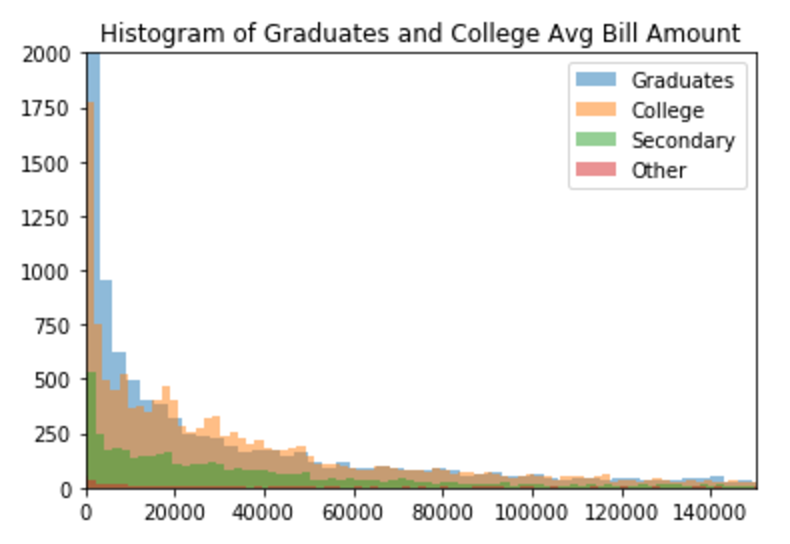 Histogram of Graduates and College Avg Bill Amount
Graduates
College
Secondary
Other
2000
1750
1500
1250
1000
750
500
250
0
0 20000 40000 60000 80000 100000 120000 140000